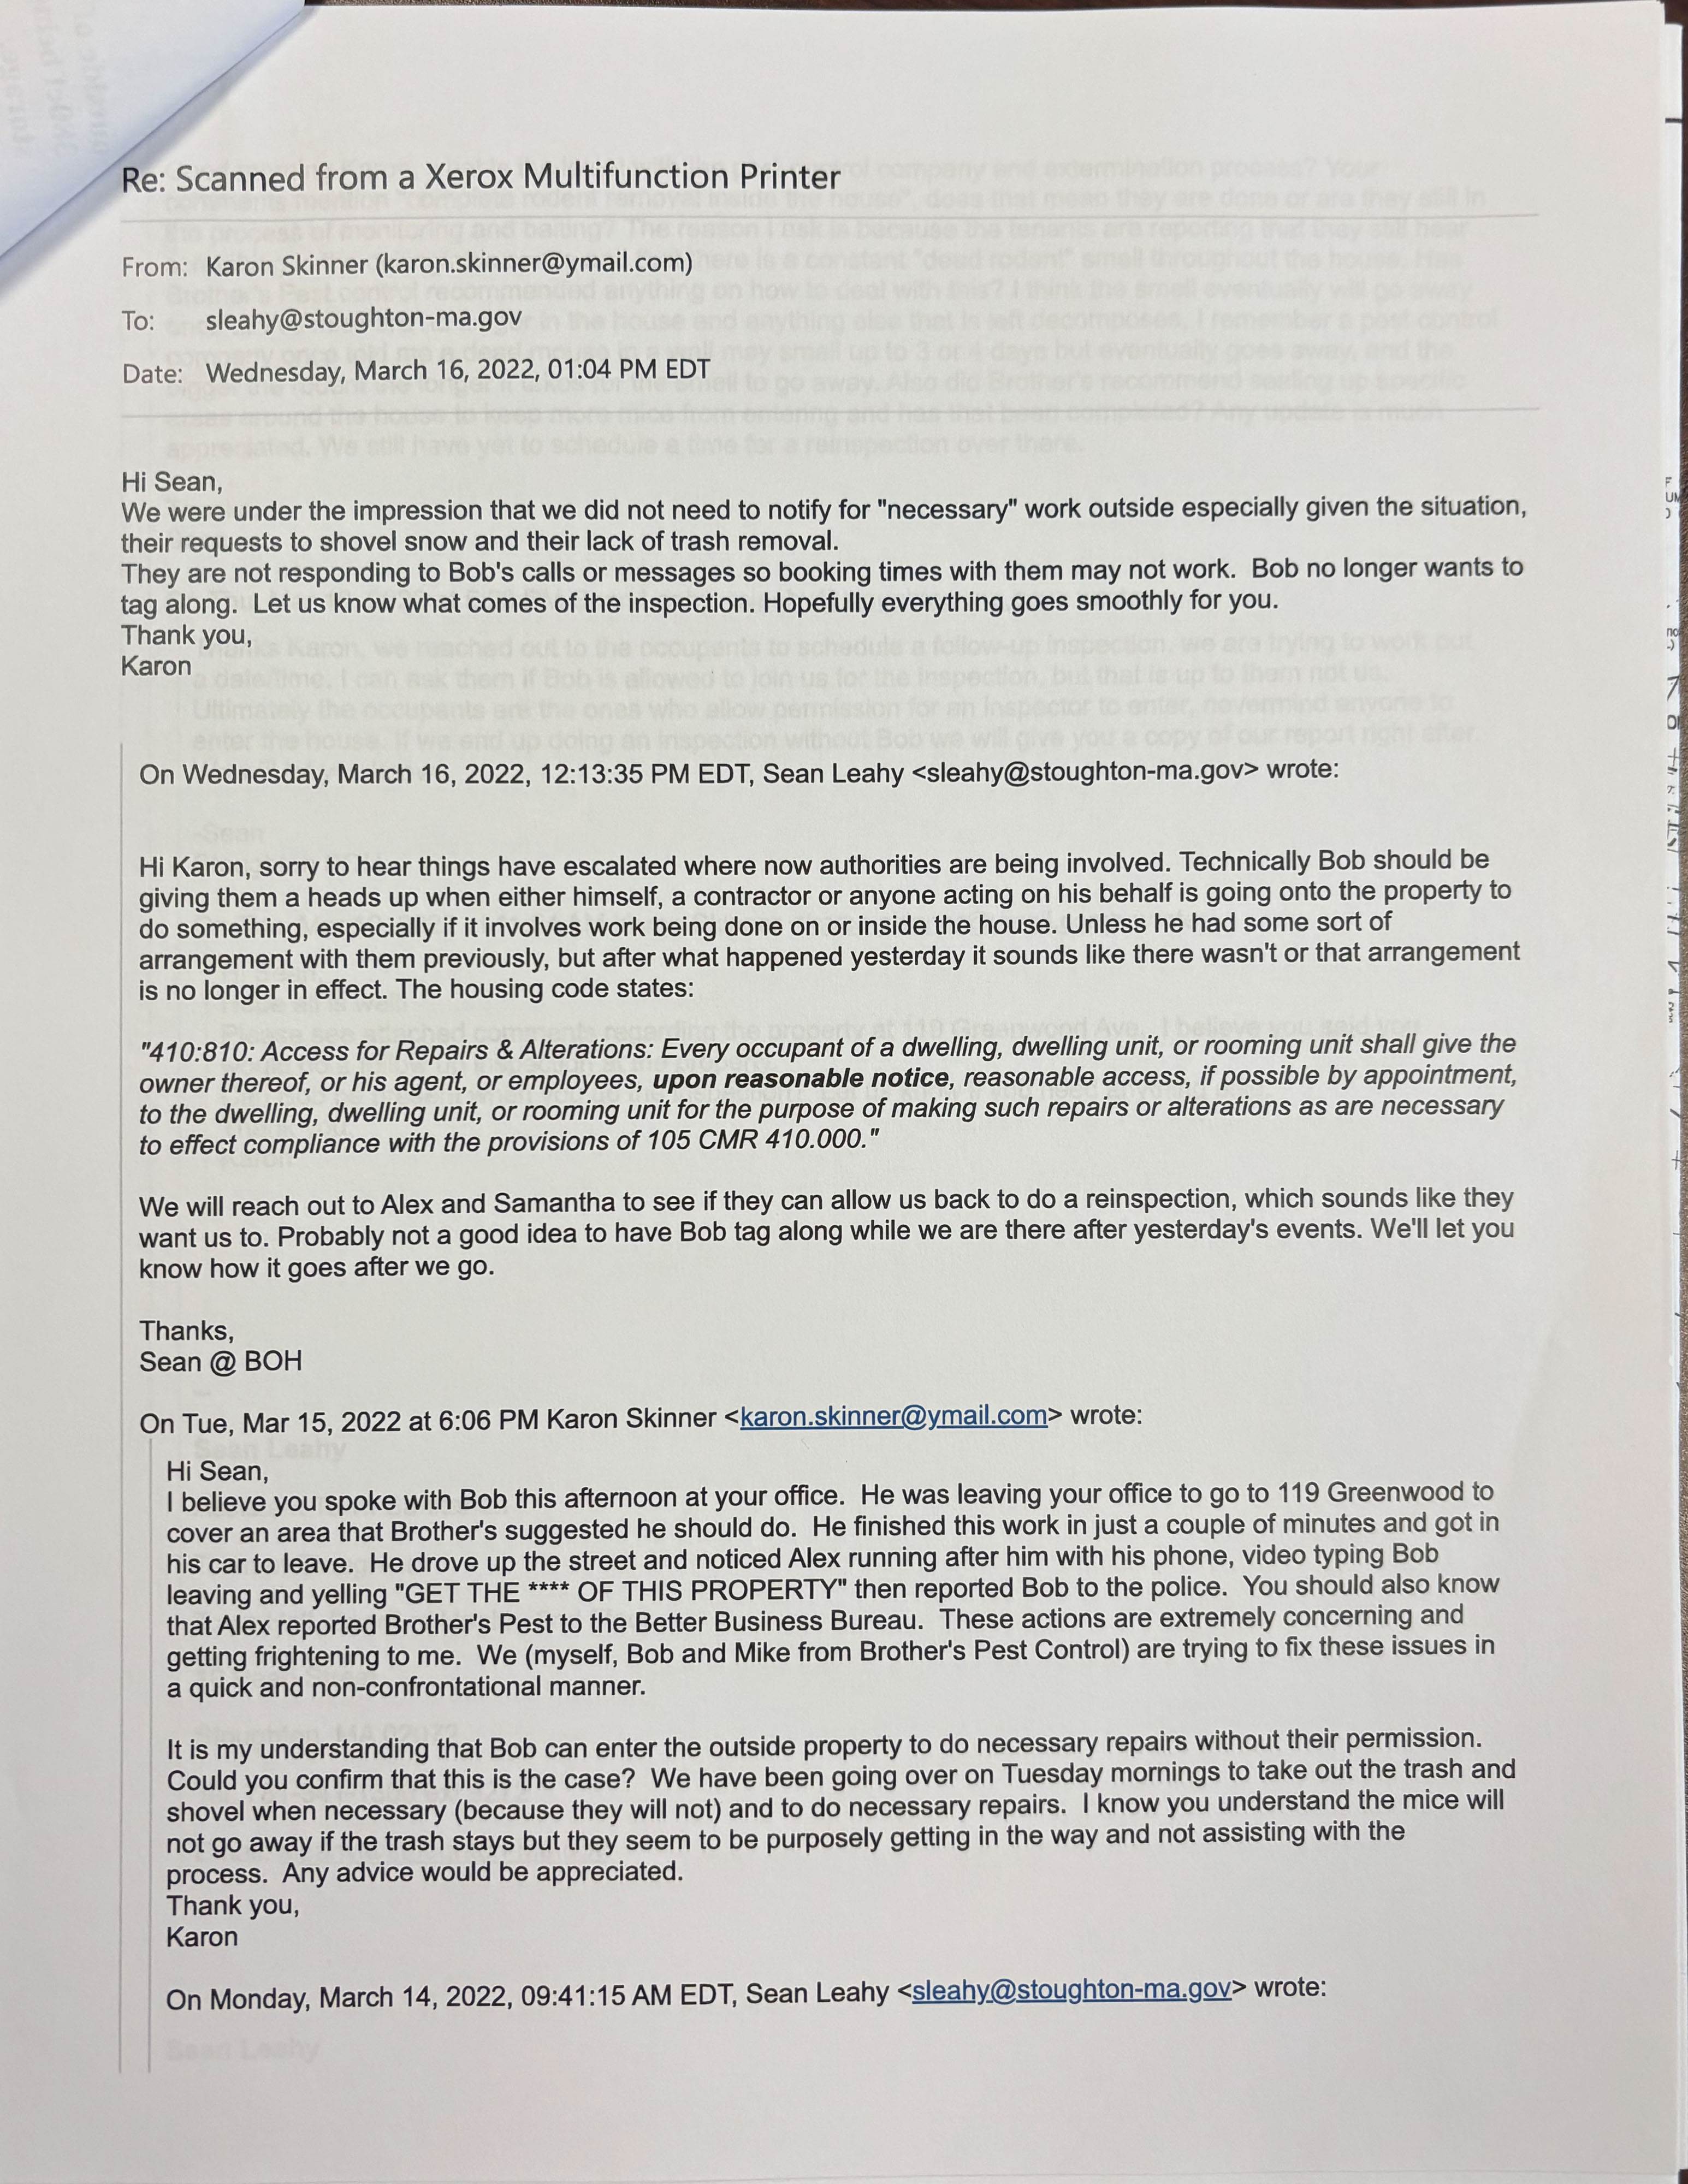 Re: Scanned from a Xerox Multifunction Printer
From: Karon Skinner (karon.skinner@ymail.com)
To: sleahy@stoughton-ma.gov
Date: Wednesday, March 16, 2022, 01:04 PM EDT
Hi Sean,
We were under the impression that we did not need to notify for "necessary" work outside especially given the situation,
their requests to shovel snow and their lack of trash removal.
They are not responding to Bob's calls or messages so booking times with them may not work. Bob no longer wants to
tag along. Let us know what comes of the inspection. Hopefully everything goes smoothly for you.
Thank you,
Karon
On Wednesday, March 16, 2022, 12:13:35 PM EDT, Sean Leahy <sleahy@stoughton-ma.gov> wrote:
Hi Karon, sorry to hear things have escalated where now authorities are being involved. Technically Bob should be
giving them a heads up when either himself, a contractor or anyone acting on his behalf is going onto the property to
do something, especially if it involves work being done on or inside the house. Unless he had some sort of
arrangement with them previously, but after what happened yesterday it sounds like there wasn't or that arrangement
is no longer in effect. The housing code states:
"410:810: Access for Repairs & Alterations: Every occupant of a dwelling, dwelling unit, or rooming unit shall give the
owner thereof, or his agent, or employees, upon reasonable notice, reasonable access, if possible by appointment,
to the dwelling, dwelling unit, or rooming unit for the purpose of making such repairs or alterations as are necessary
to effect compliance with the provisions of 105 CMR 410.000."
We will reach out to Alex and Samantha to see if they can allow us back to do a reinspection, which sounds like they
want us to. Probably not a good idea to have Bob tag along while we are there after yesterday's events. We'll let you
know how it goes after we go.
Thanks,
Sean @ BOH
On Tue, Mar 15, 2022 at 6:06 PM Karon Skinner <karon.skinner@ymail.com> wrote:
Hi Sean,
I believe you spoke with Bob this afternoon at your office. He was leaving your office to go to 119 Greenwood to
cover an area that Brother's suggested he should do. He finished this work in just a couple of minutes and got in
his car to leave. He drove up the street and noticed Alex running after him with his phone, video typing Bob
leaving and yelling "GET THE **** OF THIS PROPERTY" then reported Bob to the police. You should also know
that Alex reported Brother's Pest to the Better Business Bureau. These actions are extremely concerning and
getting frightening to me. We (myself, Bob and Mike from Brother's Pest Control) are trying to fix these issues in
a quick and non-confrontational manner.
It is my understanding that Bob can enter the outside property to do necessary repairs without their permission.
Could you confirm that this is the case? We have been going over on Tuesday mornings to take out the trash and
shovel when necessary (because they will not) and to do necessary repairs. I know you understand the mice will
not go away if the trash stays but they seem to be purposely getting in the way and not assisting with the
process. Any advice would be appreciated.
Thank you,
Karon
On Monday, March 14, 2022, 09:41:15 AM EDT, Sean Leahy <sleahy@stoughton-ma.gov> wrote: